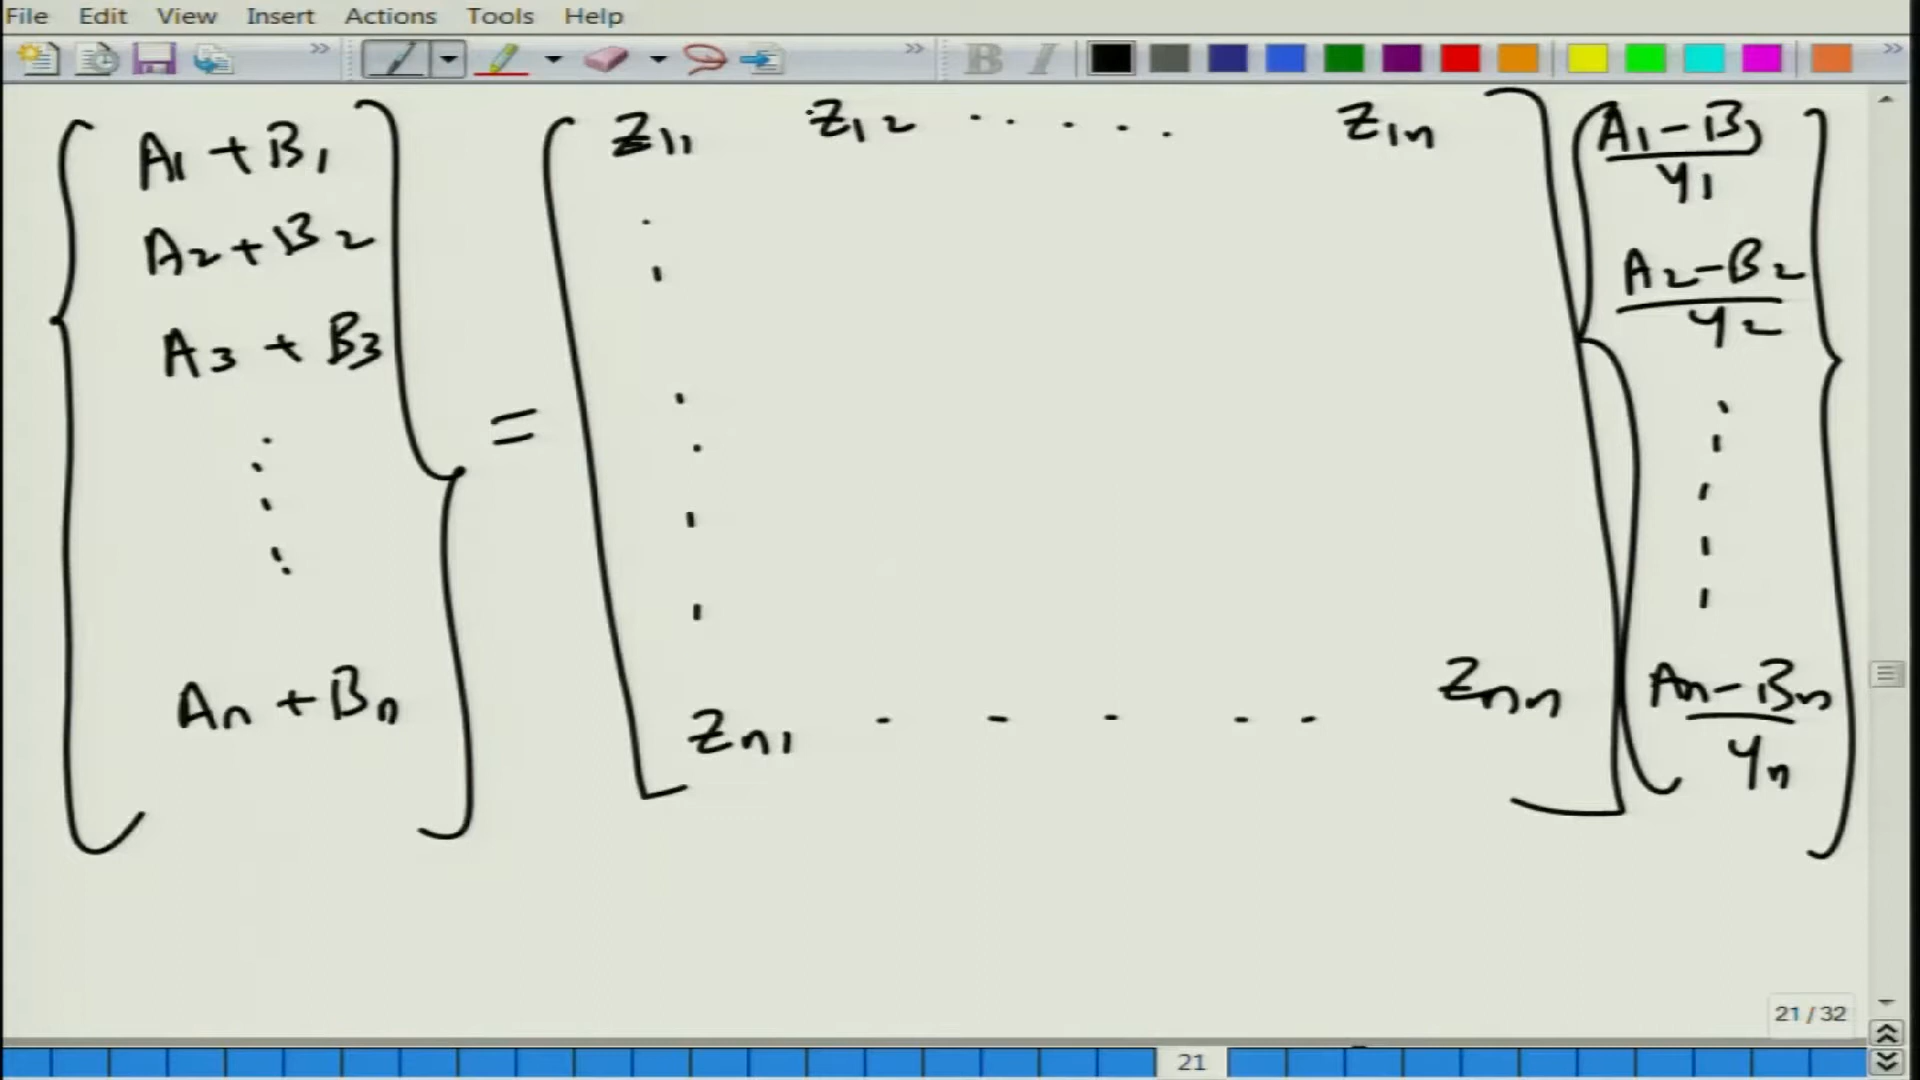 File Edit View Insert Actions Tools Help
B I
A1 + B1
Z11 Z12 ..... Z1n
A1 - B1
Y1
A2 + B2
A2 - B2
Y2
A3 + B3
=
An + Bn
Zn1 . . . . . Znn
An - Bn
Yn
21 / 32
21